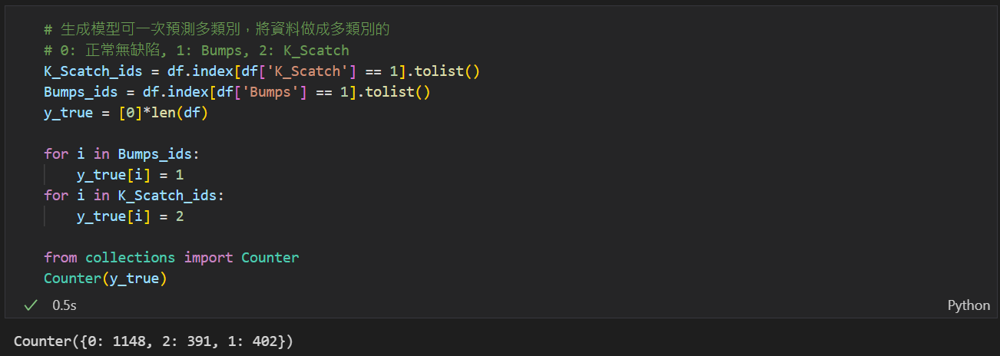 # 生成模型可一次預測多類別，將資料做成多類別的
# 0: 正常無缺陷, 1: Bumps, 2: K_Scatch
K_Scatch_ids = df.index[df['K_Scatch'] == 1].tolist()
Bumps_ids = df.index[df['Bumps'] == 1].tolist()
y_true = [0]*len(df)
for i in Bumps_ids:
    y_true[i] = 1
for i in K_Scatch_ids:
    y_true[i] = 2
from collections import Counter
Counter(y_true)
0.5s
Python
Counter({0: 1148, 2: 391, 1: 402})